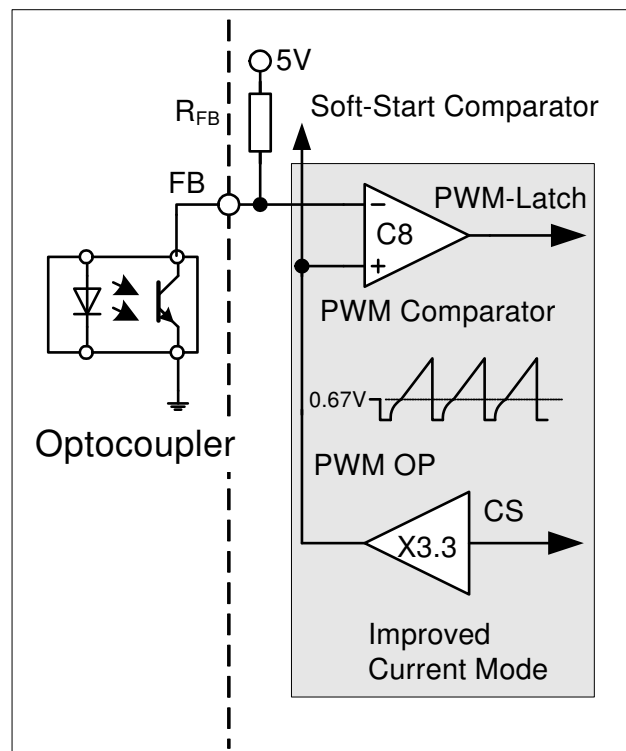 5V
RFB
Soft-Start Comparator
FB
PWM-Latch
−
C8
+
PWM Comparator
0.67V
Optocoupler
PWM OP
CS
X3.3
Improved
Current Mode